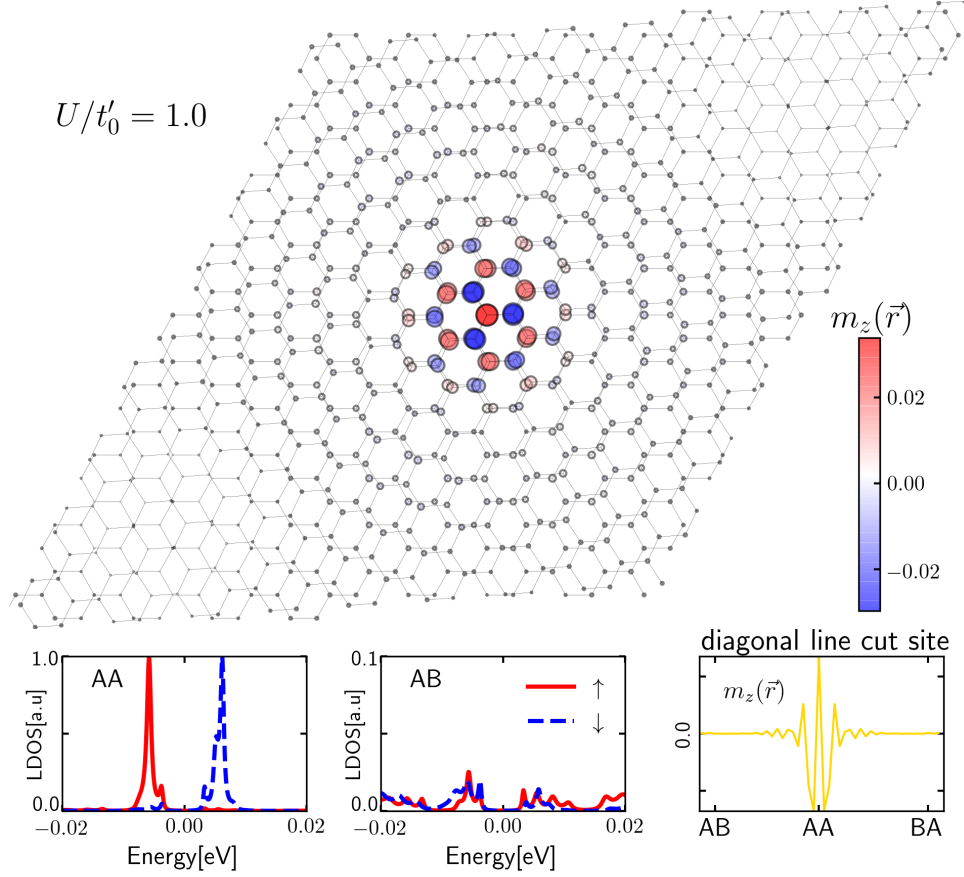 U/t′₀ = 1.0
m_z(r⃗)
0.02
0.00
−0.02
diagonal line cut site
1.0
AA
LDOS[a.u]
0.0
−0.02
0.00
0.02
Energy[eV]
0.1
AB
↑
↓
LDOS[a.u]
0.0
−0.02
0.00
0.02
Energy[eV]
m_z(r⃗)
0.0
AB
AA
BA